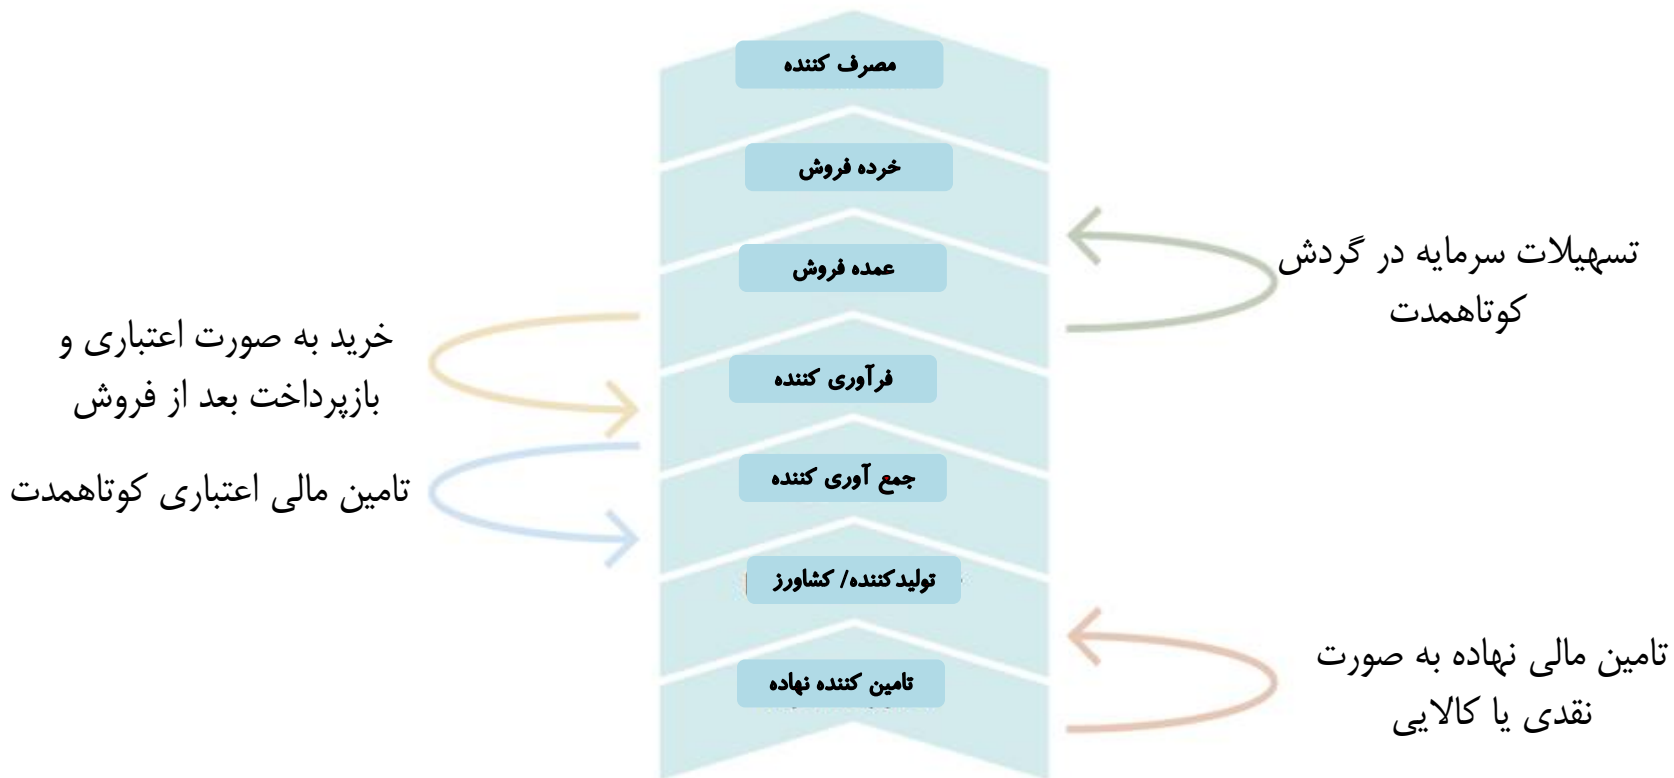 مصرف کننده
خرده فروش
عمده فروش
فرآوری کننده
جمع آوری کننده
تولیدکننده/ کشاورز
تامین کننده نهاده
تسهیلات سرمایه در گردش
کوتاهمدت
تامین مالی نهاده به صورت
نقدی یا کالایی
خرید به صورت اعتباری و
بازپرداخت بعد از فروش
تامین مالی اعتباری کوتاهمدت